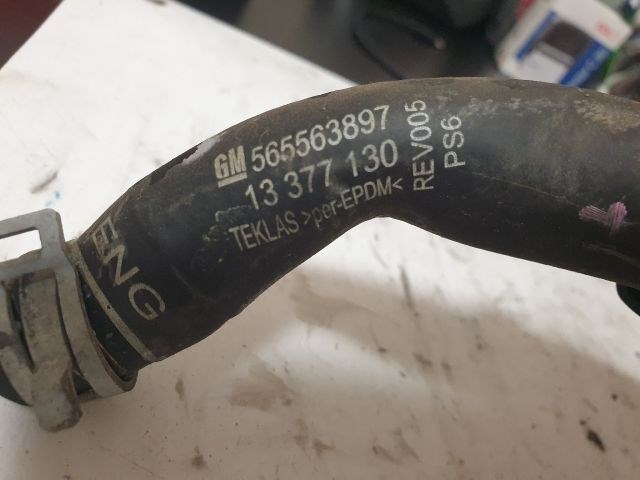 GM 565563897
13 377 130
TEKLAS >per-EPDM<
REV005
PS6
ENG